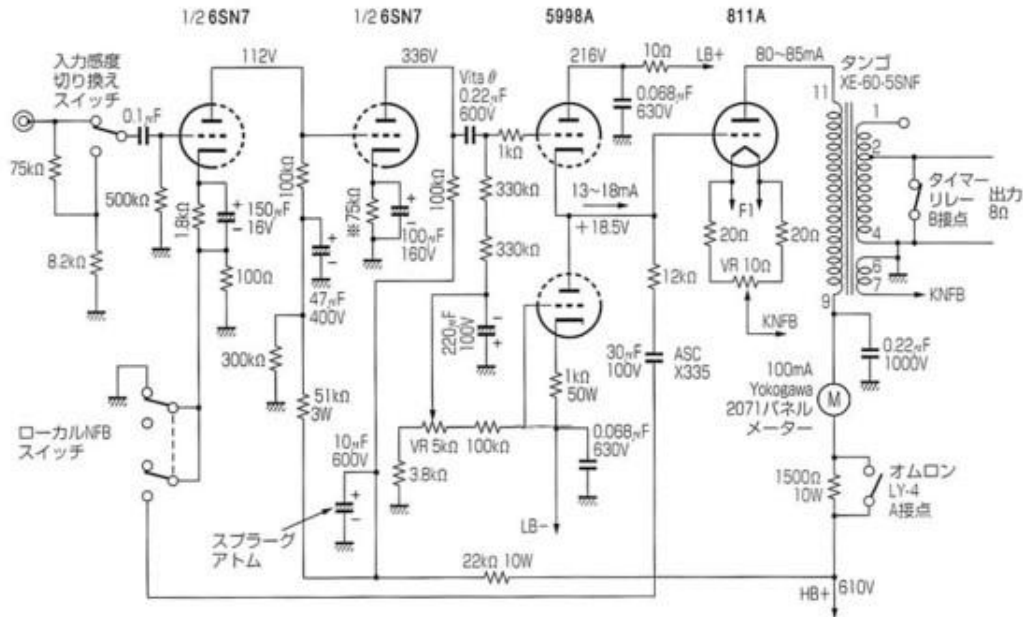 1/2 6SN7
1/2 6SN7
5998A
811A
入力感度
切り換え
スイッチ
112V
336V
216V
10Ω
LB+
80~85mA
タンゴ
XE-60-5SNF
Vitaθ
0.22μF
600V
0.068μF
630V
11
1
2
0.1μF
75kΩ
500kΩ
8.2kΩ
1.8kΩ
150μF
16V
100Ω
100kΩ
47μF
400V
※75kΩ
100μF
160V
100kΩ
1kΩ
330kΩ
330kΩ
13~18mA
+18.5V
F1
20Ω
20Ω
VR 10Ω
KNFB
タイマー
リレー
B接点
出力
8Ω
4
6
7
KNFB
9
12kΩ
220μF
100V
30μF
100V
ASC
X335
300kΩ
51kΩ
3W
1kΩ
50W
100mA
Yokogawa
2071パネル
メーター
M
0.22μF
1000V
ローカルNFB
スイッチ
10μF
600V
VR 5kΩ
100kΩ
3.8kΩ
0.068μF
630V
LB-
1500Ω
10W
オムロン
LY-4
A接点
スプラーグ
アトム
22kΩ 10W
HB+
610V